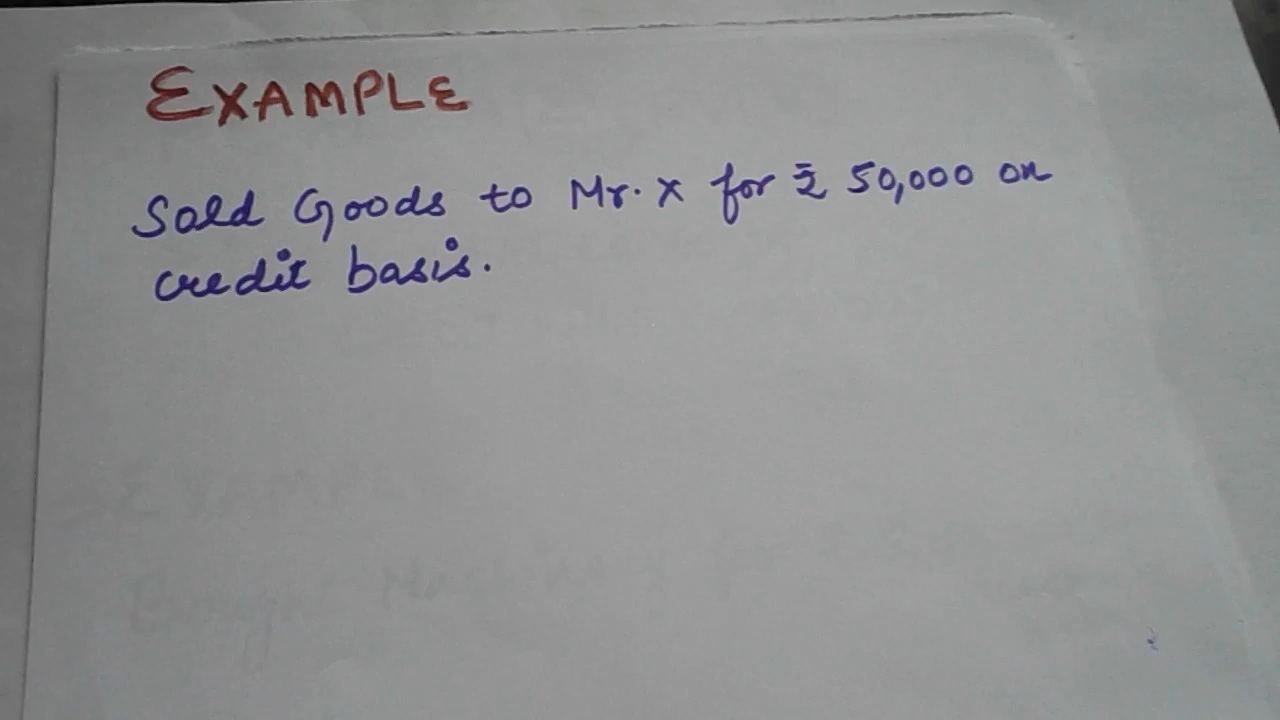 EXAMPLE
Sold Goods to Mr. X for ₹ 50,000 on
credit basis.